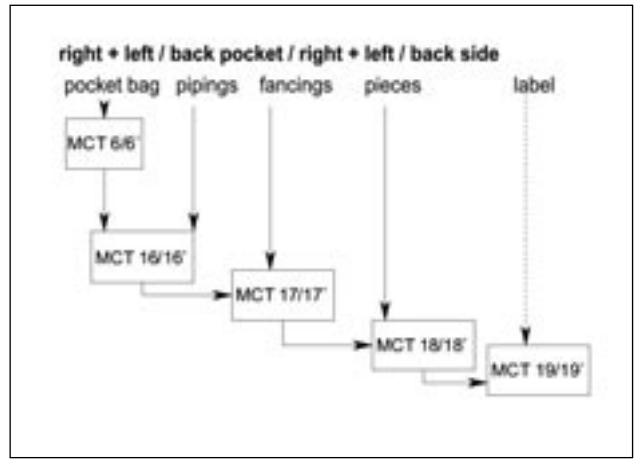 right + left / back pocket / right + left / back side
pocket bag pipings fancings pieces label
MCT 6/6´
MCT 16/16´
MCT 17/17´
MCT 18/18´
MCT 19/19´